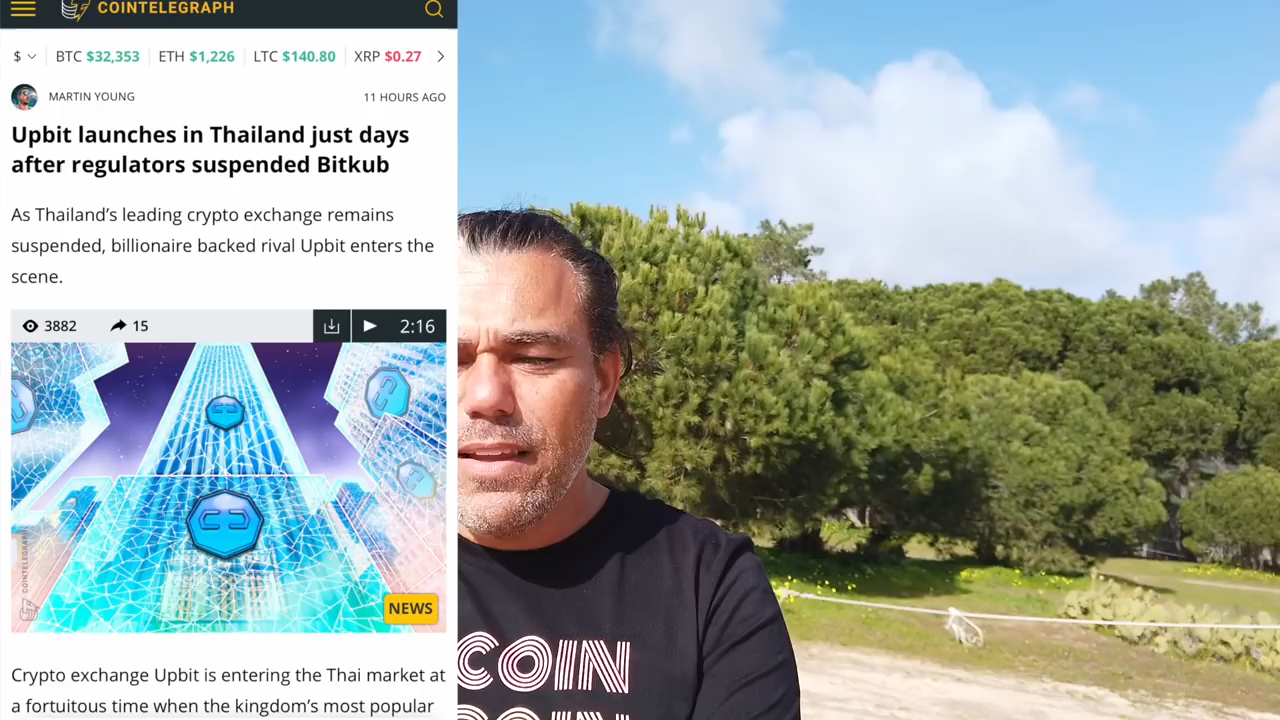 COINTELEGRAPH
$ BTC $32,353 ETH $1,226 LTC $140.80 XRP $0.27
MARTIN YOUNG 11 HOURS AGO
Upbit launches in Thailand just days
after regulators suspended Bitkub
As Thailand’s leading crypto exchange remains
suspended, billionaire backed rival Upbit enters the
scene.
3882 15 2:16
COINTELEGRAPH
NEWS
Crypto exchange Upbit is entering the Thai market at
a fortuitous time when the kingdom’s most popular
COIN
COIN